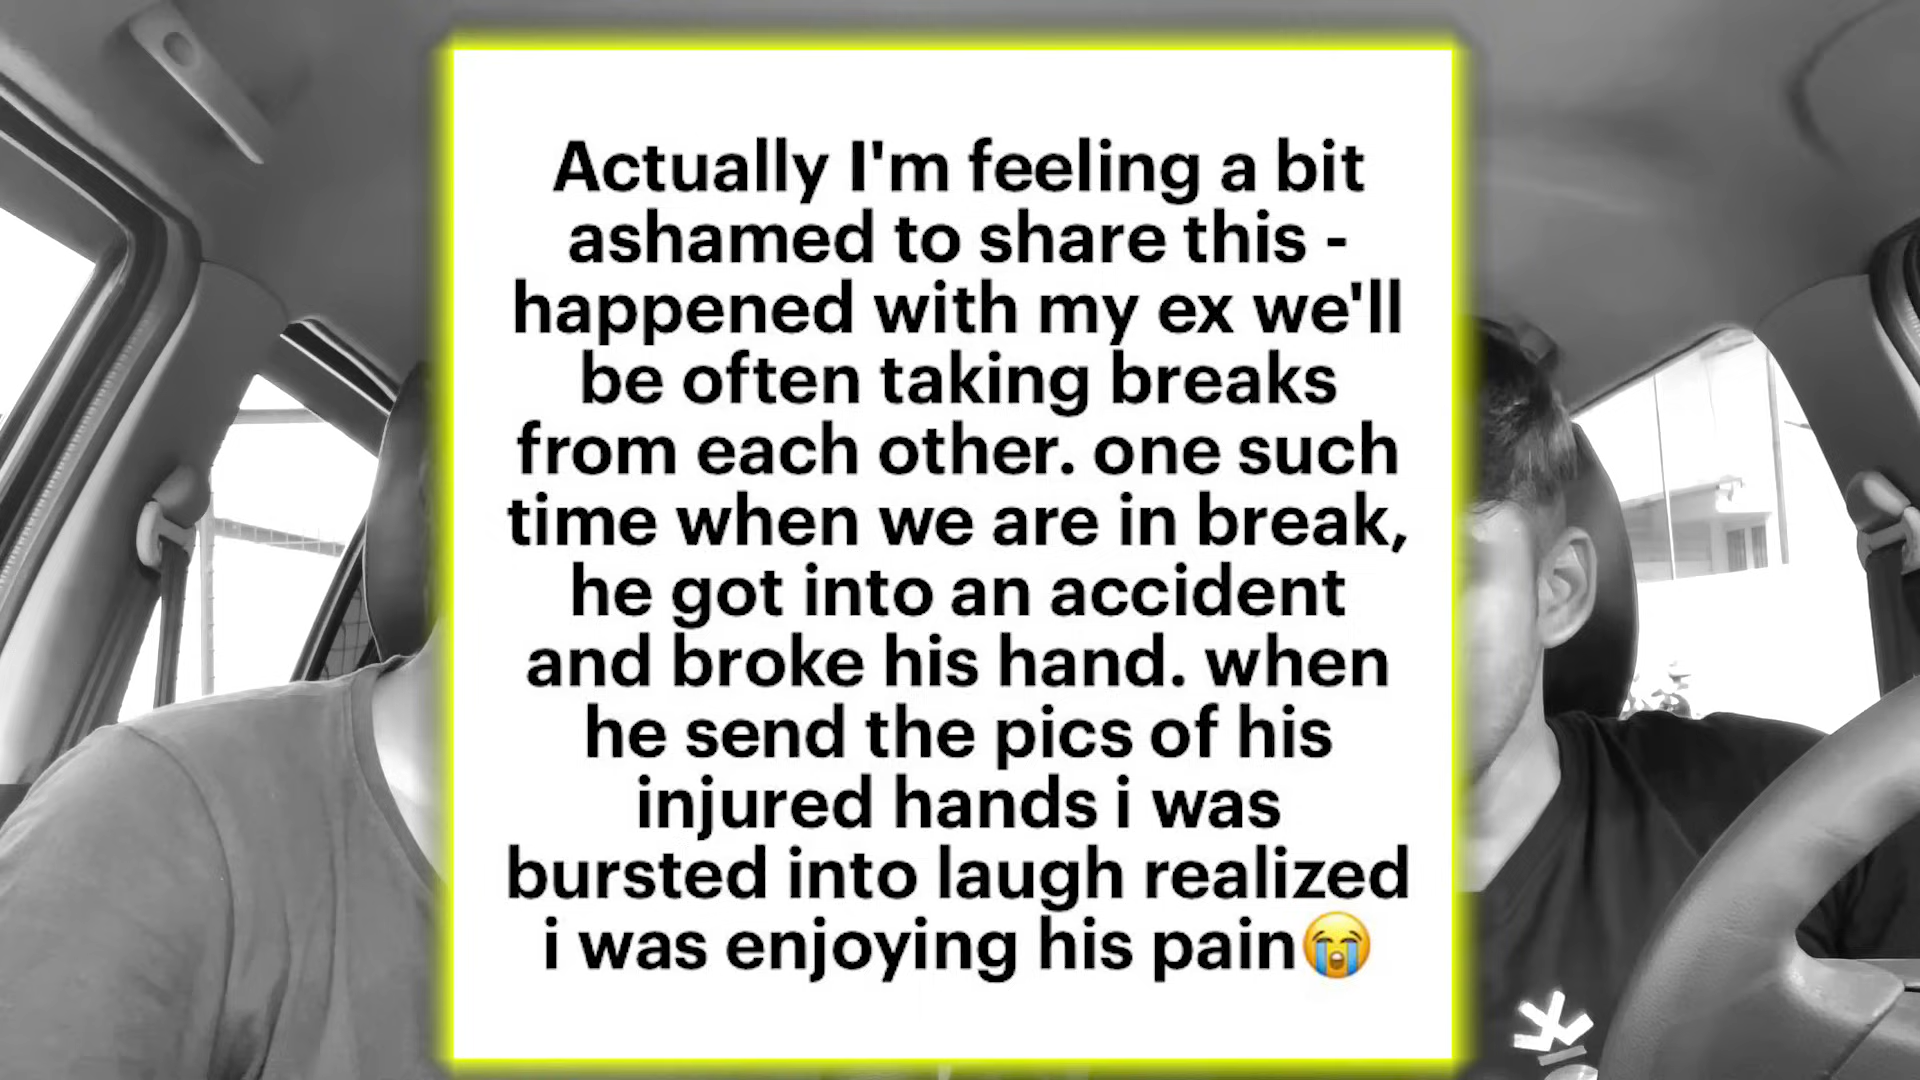 Actually I'm feeling a bit
ashamed to share this -
happened with my ex we'll
be often taking breaks
from each other. one such
time when we are in break,
he got into an accident
and broke his hand. when
he send the pics of his
injured hands i was
bursted into laugh realized
i was enjoying his pain😭